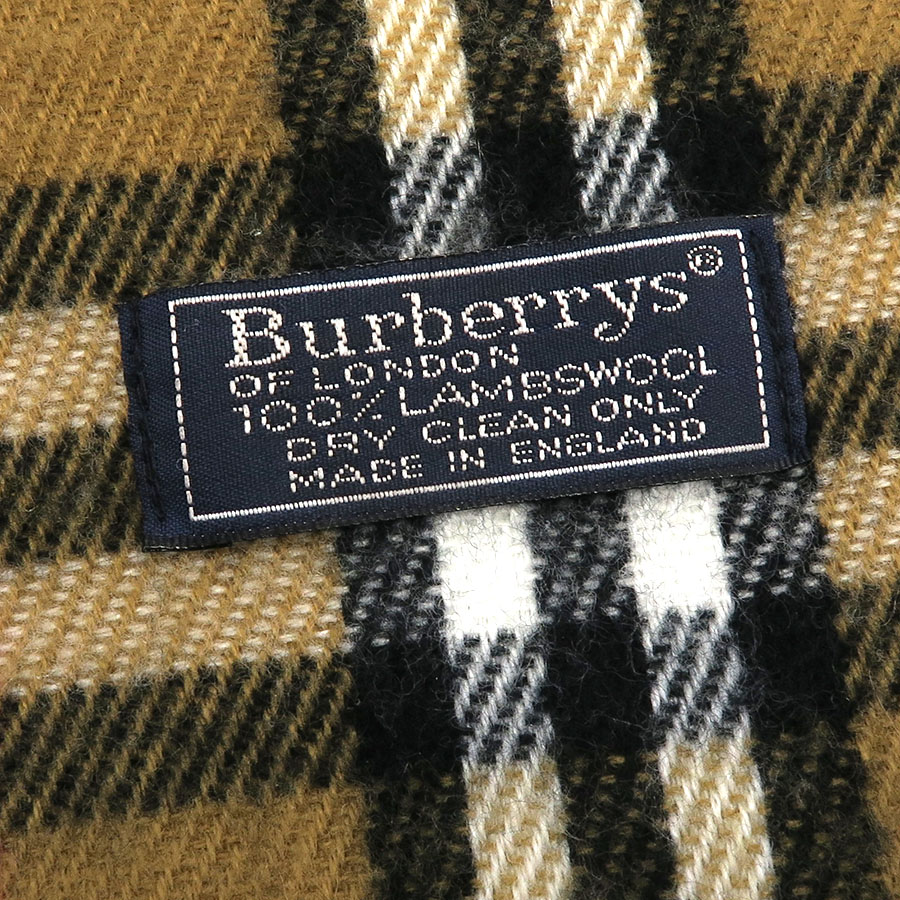 Burberrys®
OF LONDON
100% LAMBSWOOL
DRY CLEAN ONLY
MADE IN ENGLAND